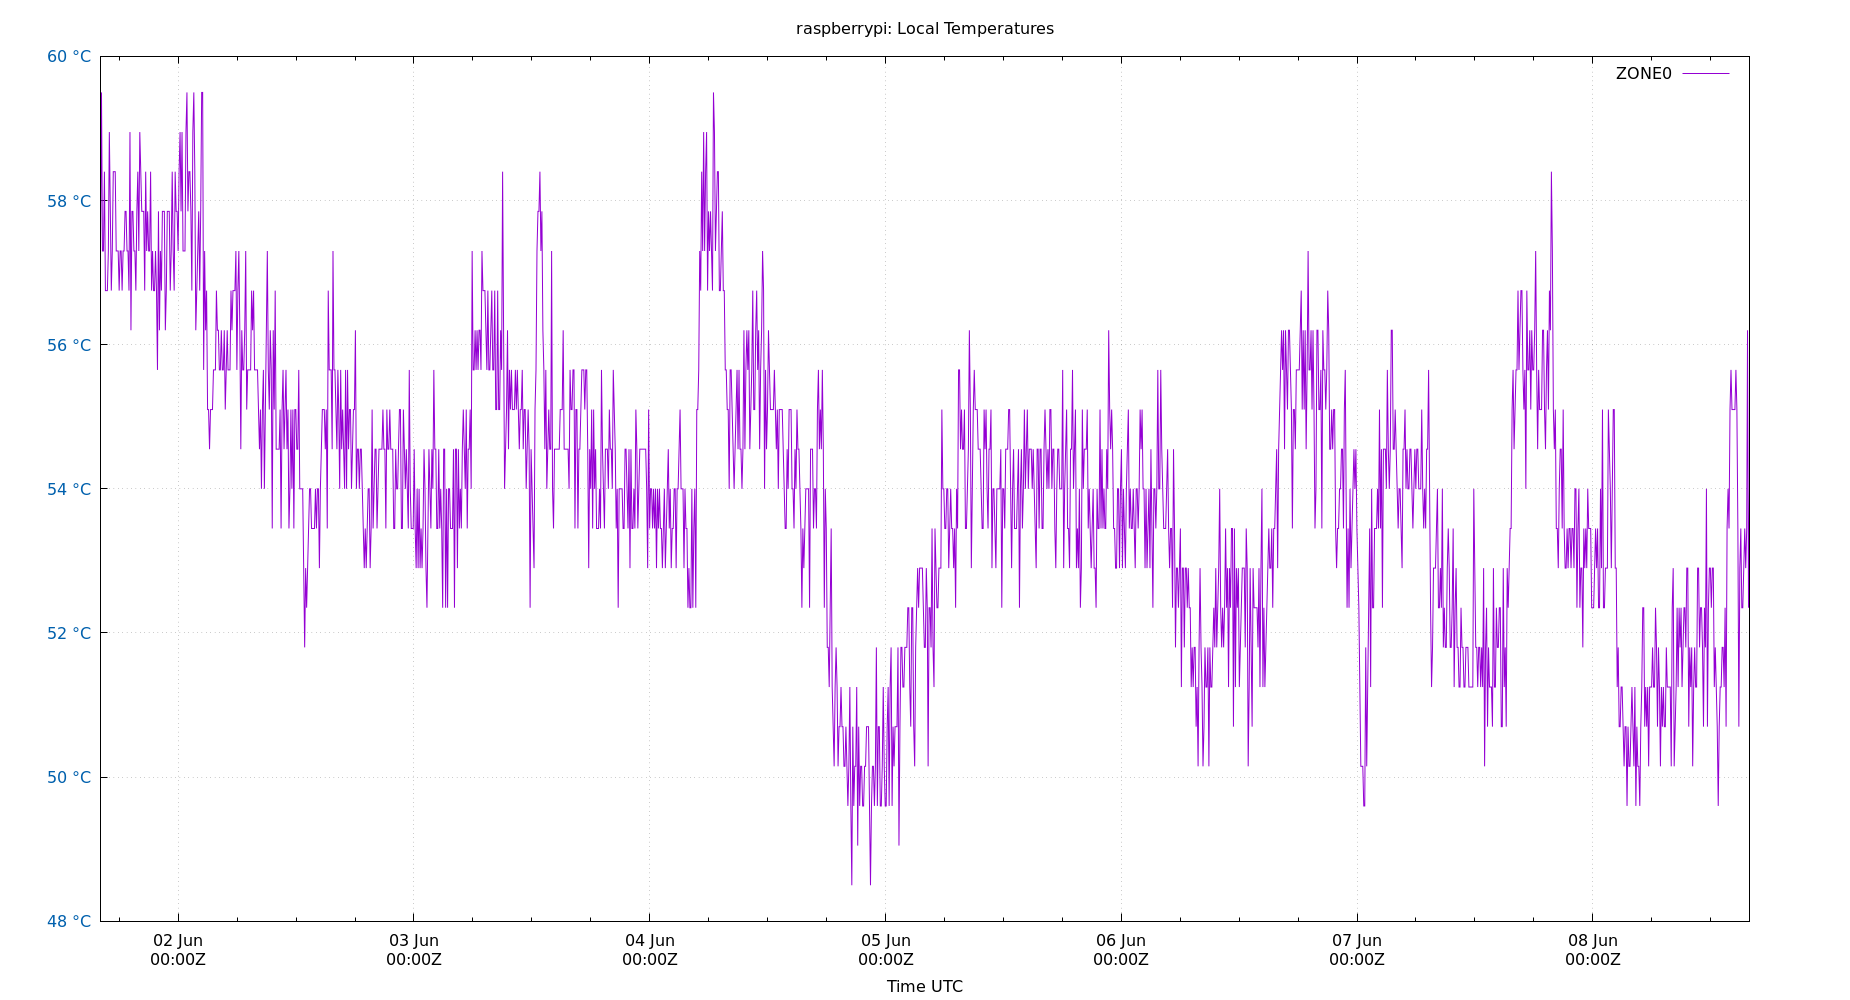 raspberrypi: Local Temperatures
60 °C
58 °C
56 °C
54 °C
52 °C
50 °C
48 °C
ZONE0
02 Jun
00:00Z
03 Jun
00:00Z
04 Jun
00:00Z
05 Jun
00:00Z
06 Jun
00:00Z
07 Jun
00:00Z
08 Jun
00:00Z
Time UTC